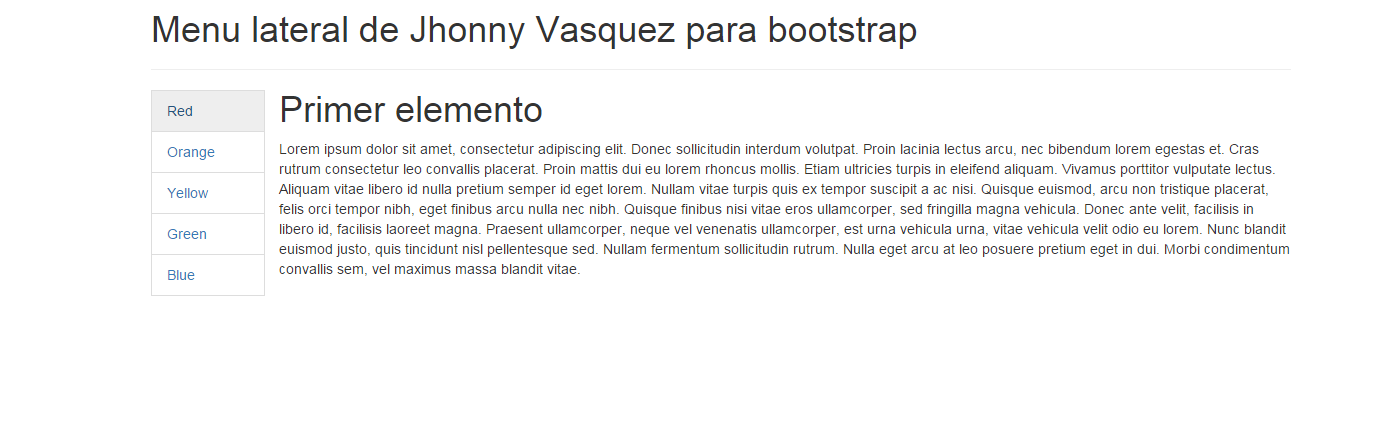 Menu lateral de Jhonny Vasquez para bootstrap
Red
Orange
Yellow
Green
Blue
Primer elemento
Lorem ipsum dolor sit amet, consectetur adipiscing elit. Donec sollicitudin interdum volutpat. Proin lacinia lectus arcu, nec bibendum lorem egestas et. Cras
rutrum consectetur leo convallis placerat. Proin mattis dui eu lorem rhoncus mollis. Etiam ultricies turpis in eleifend aliquam. Vivamus porttitor vulputate lectus.
Aliquam vitae libero id nulla pretium semper id eget lorem. Nullam vitae turpis quis ex tempor suscipit a ac nisi. Quisque euismod, arcu non tristique placerat,
felis orci tempor nibh, eget finibus arcu nulla nec nibh. Quisque finibus nisi vitae eros ullamcorper, sed fringilla magna vehicula. Donec ante velit, facilisis in
libero id, facilisis laoreet magna. Praesent ullamcorper, neque vel venenatis ullamcorper, est urna vehicula urna, vitae vehicula velit odio eu lorem. Nunc blandit
euismod justo, quis tincidunt nisl pellentesque sed. Nullam fermentum sollicitudin rutrum. Nulla eget arcu at leo posuere pretium eget in dui. Morbi condimentum
convallis sem, vel maximus massa blandit vitae.